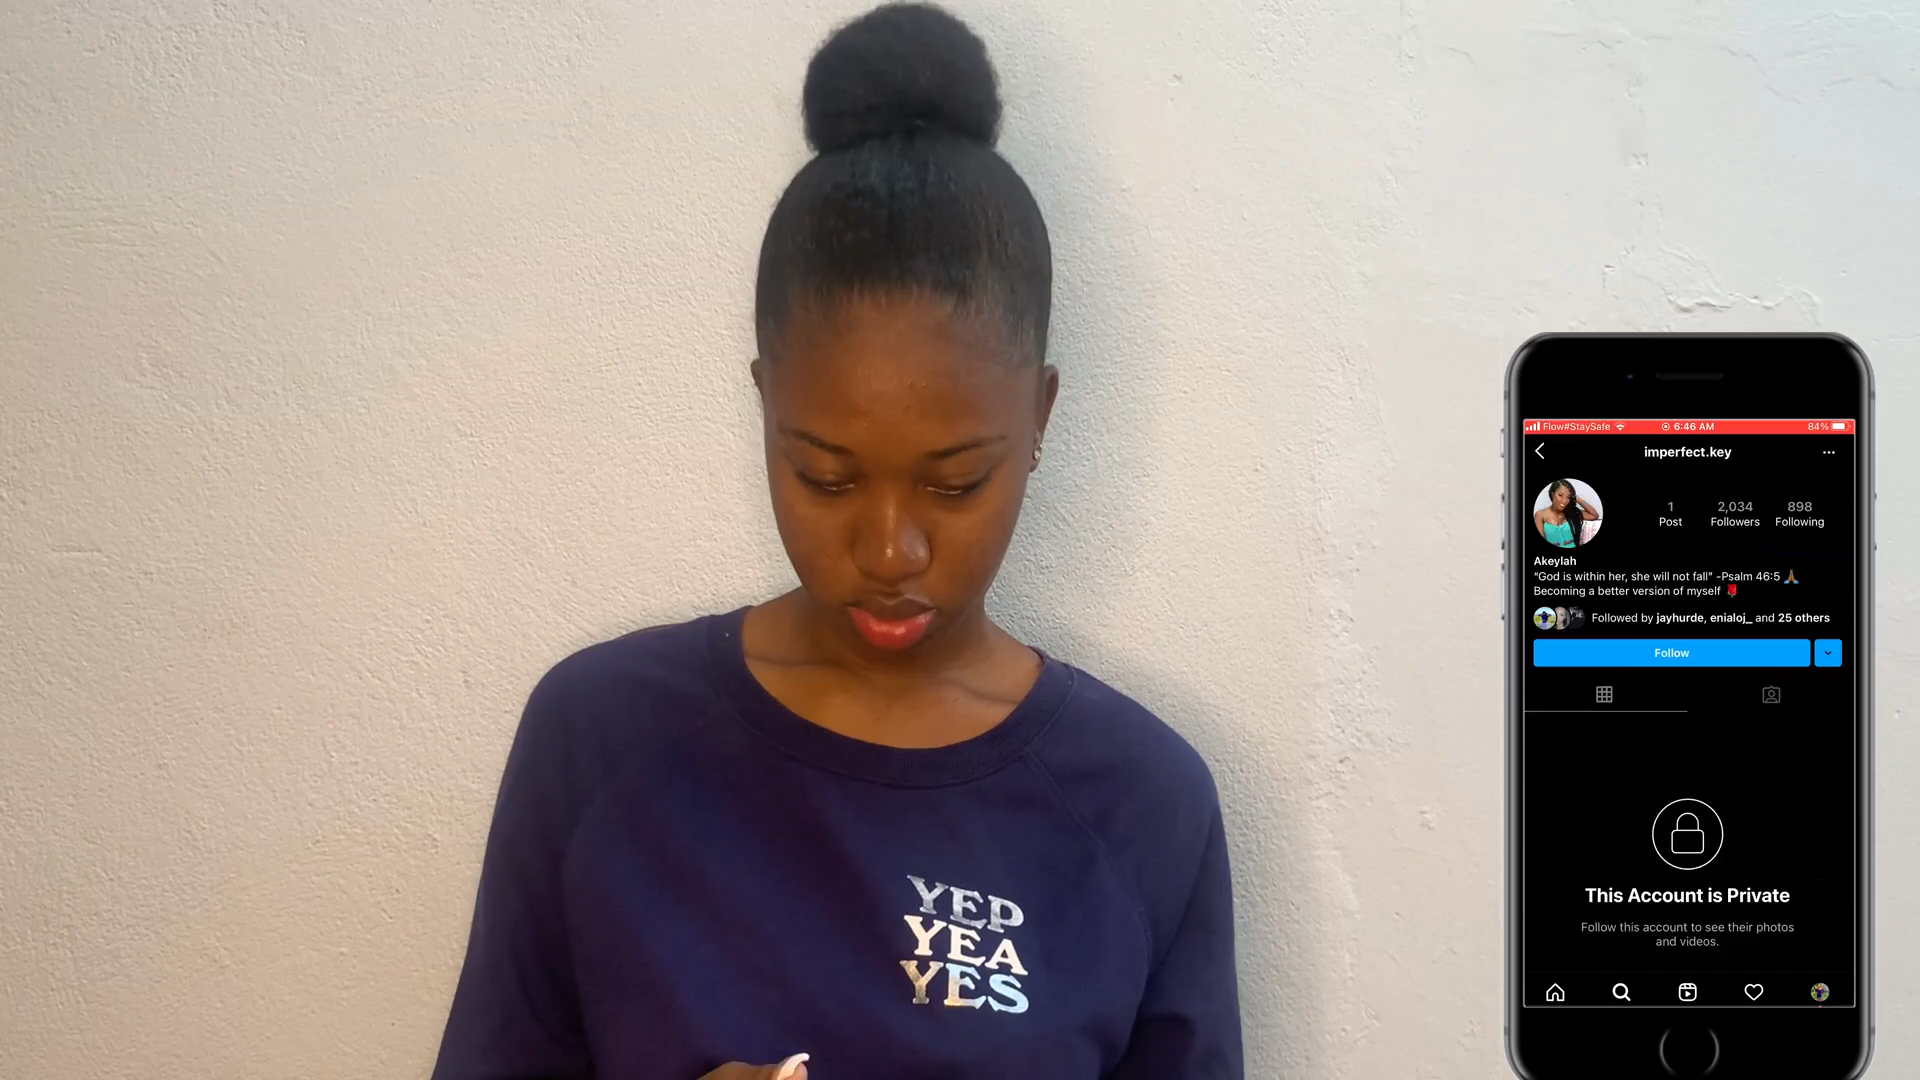 YEP
YEA
YES
Flow#StaySafe 6:46 AM 84%
imperfect.key
1 2,034 898
Post Followers Following
Akeylah
“God is within her, she will not fall” -Psalm 46:5 🙏
Becoming a better version of myself 🌹
Followed by jayhurde, enialoj_ and 25 others
Follow
This Account is Private
Follow this account to see their photos
and videos.